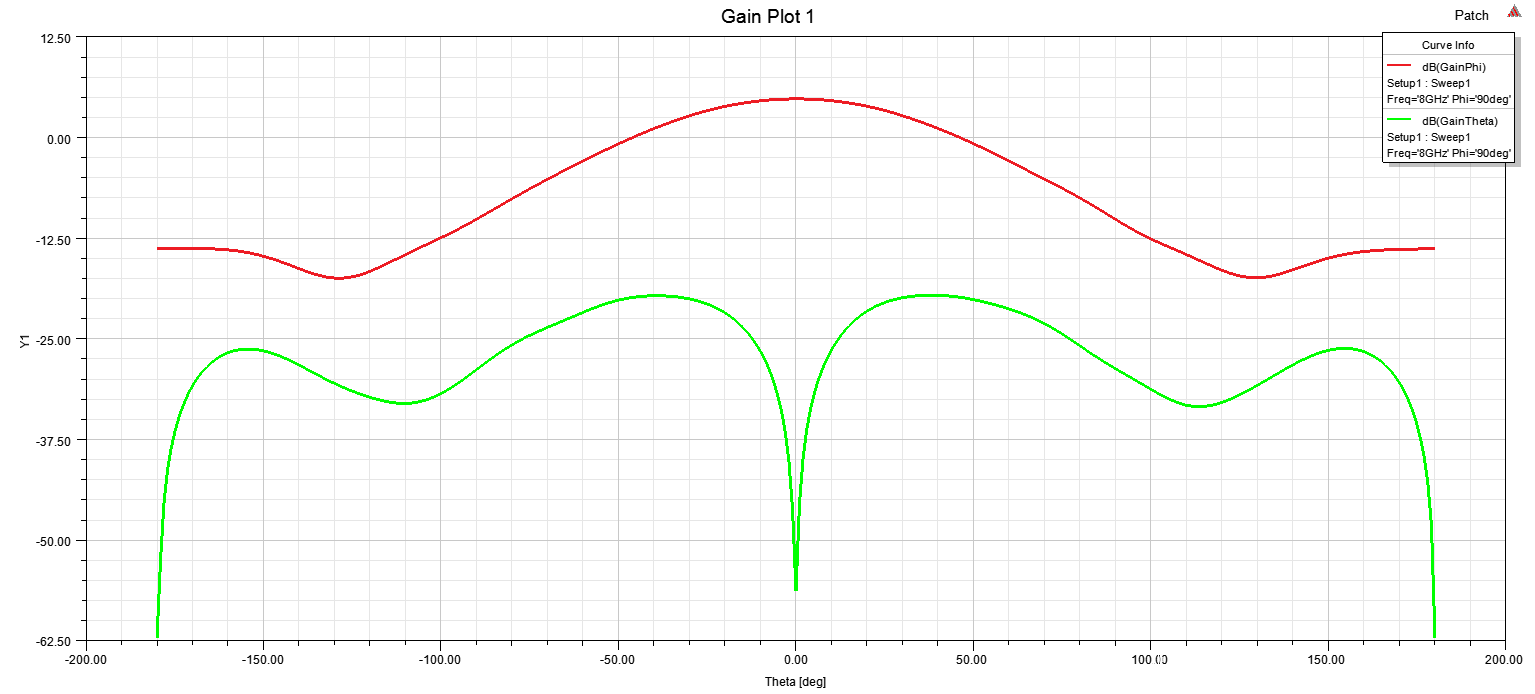 Gain Plot 1
Patch
Curve Info
dB(GainPhi)
Setup1 : Sweep1
Freq='8GHz' Phi='90deg'
dB(GainTheta)
Setup1 : Sweep1
Freq='8GHz' Phi='90deg'
12.50
0.00
-12.50
-25.00
-37.50
-50.00
-62.50
Y1
-200.00 -150.00 -100.00 -50.00 0.00 50.00 100.00 150.00 200.00
Theta [deg]